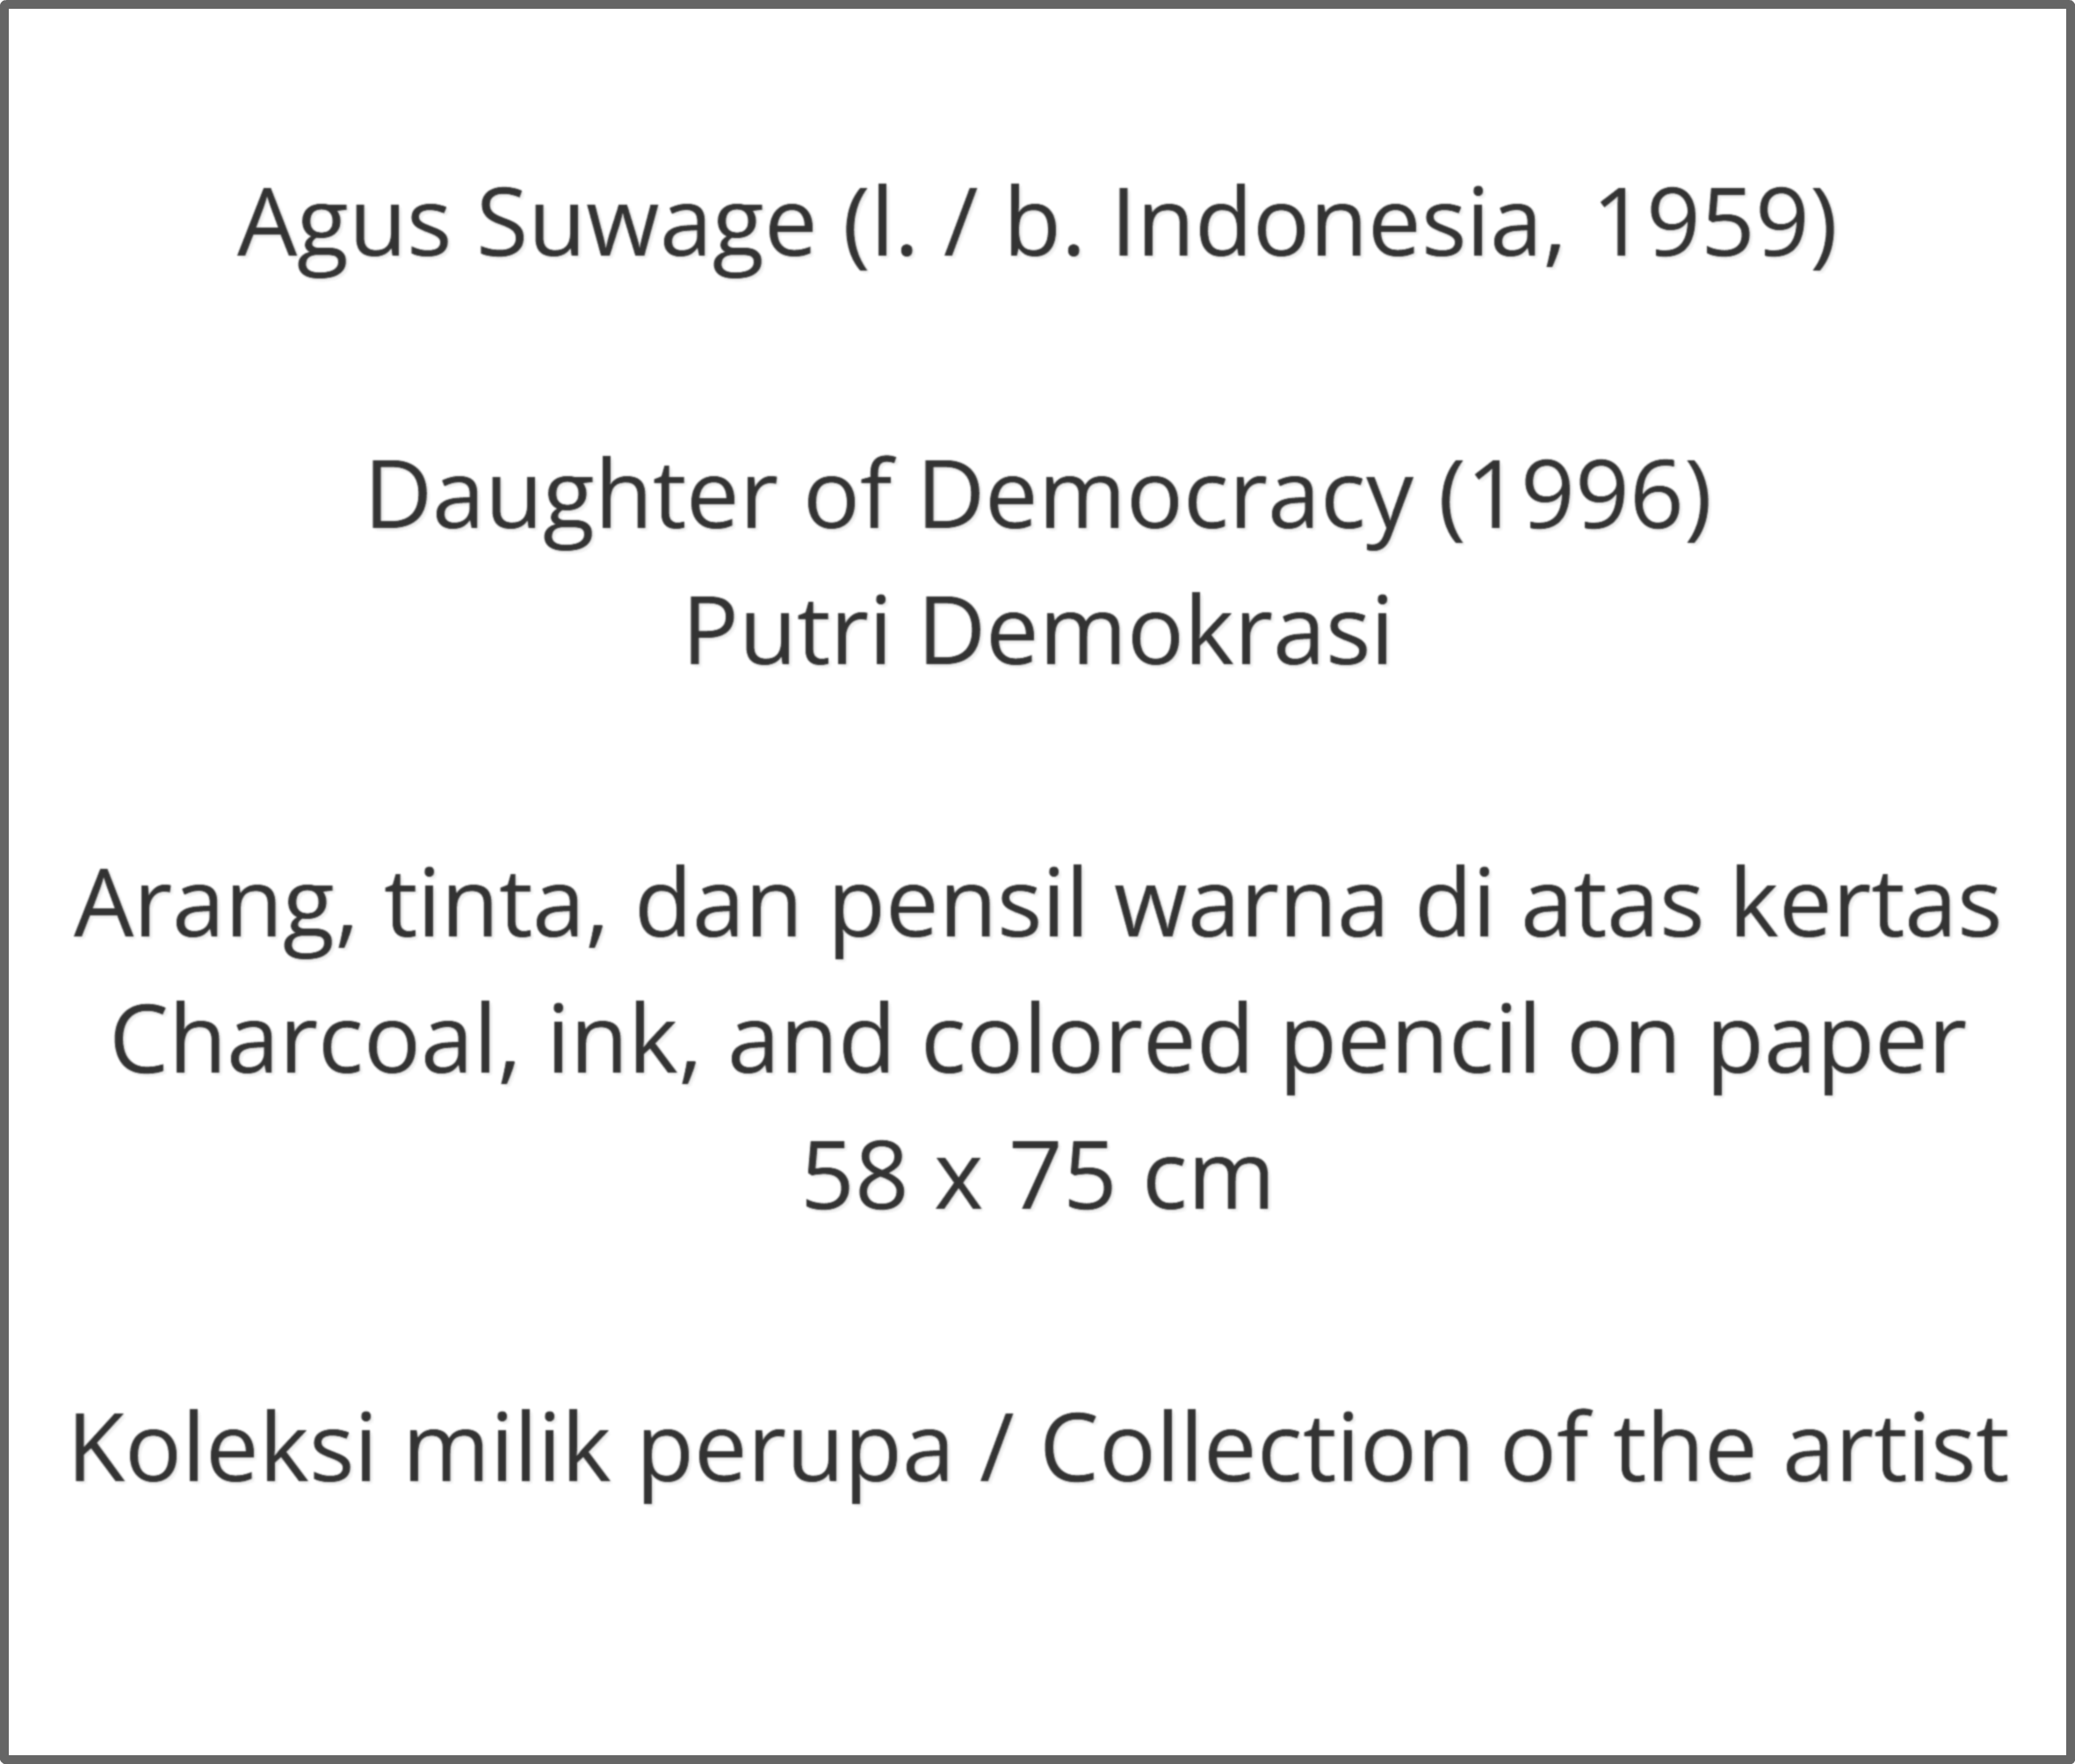 Agus Suwage (l. / b. Indonesia, 1959)
Daughter of Democracy (1996)
Putri Demokrasi
Arang, tinta, dan pensil warna di atas kertas
Charcoal, ink, and colored pencil on paper
58 x 75 cm
Koleksi milik perupa / Collection of the artist